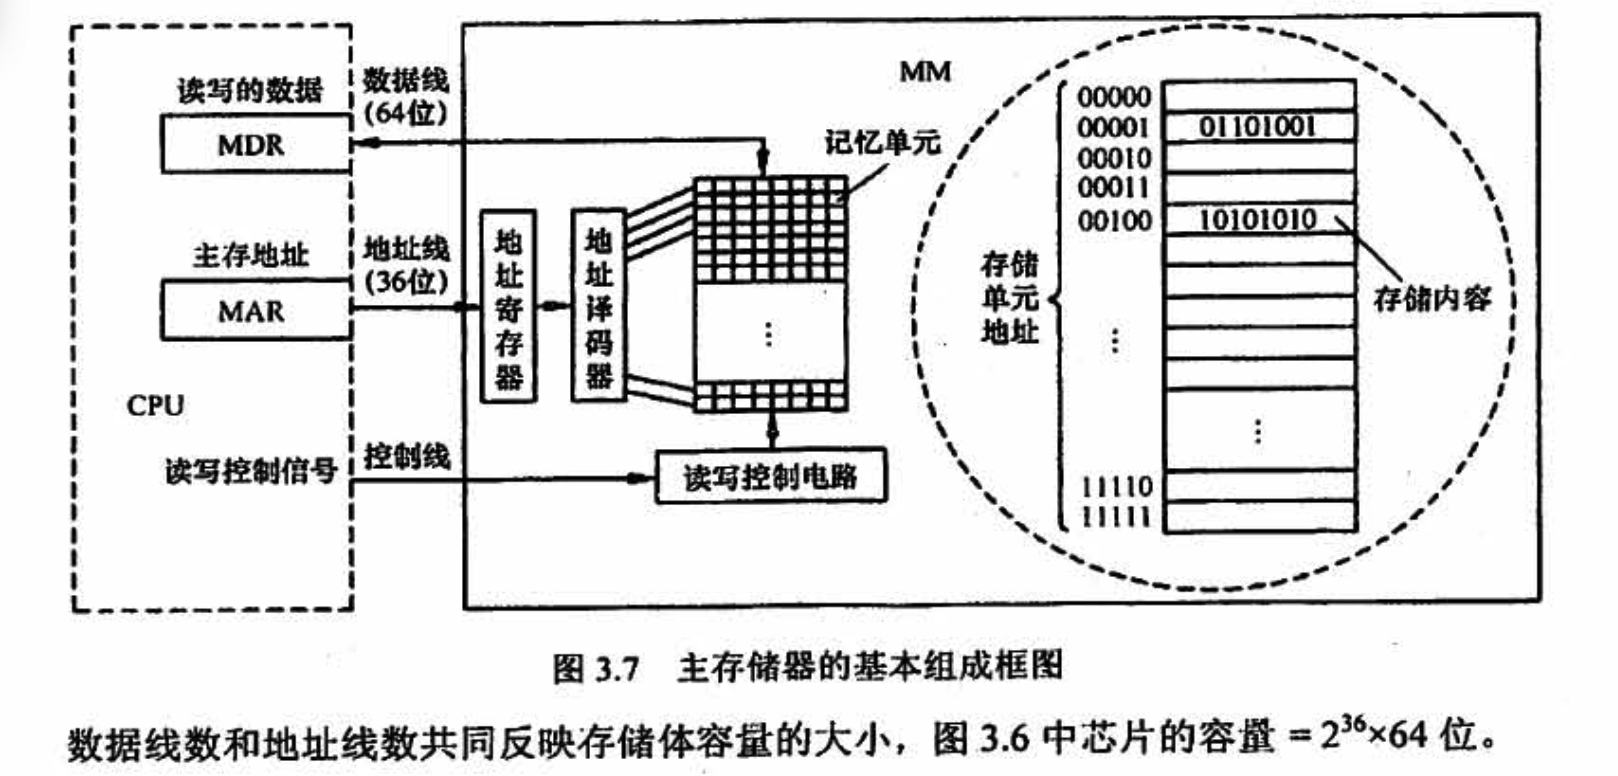 读写的数据
MDR
数据线
(64位)
主存地址
MAR
地址线
(36位)
CPU
读写控制信号
控制线
地址寄存器
地址译码器
⋮
读写控制电路
记忆单元
MM
存储
单元
地址
00000
00001 01101001
00010
00011
00100 10101010
⋮
⋮
11110
11111
存储内容
图 3.7 主存储器的基本组成框图
数据线数和地址线数共同反映存储体容量的大小，图 3.6 中芯片的容量 = 2³⁶×64 位。